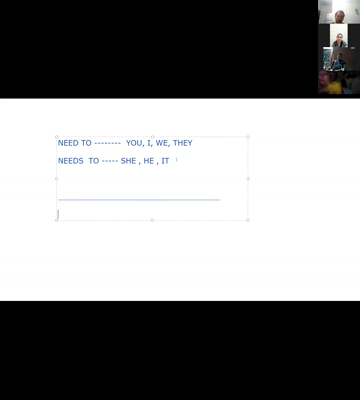 NEED TO -------- YOU, I, WE, THEY
NEEDS TO ----- SHE , HE , IT